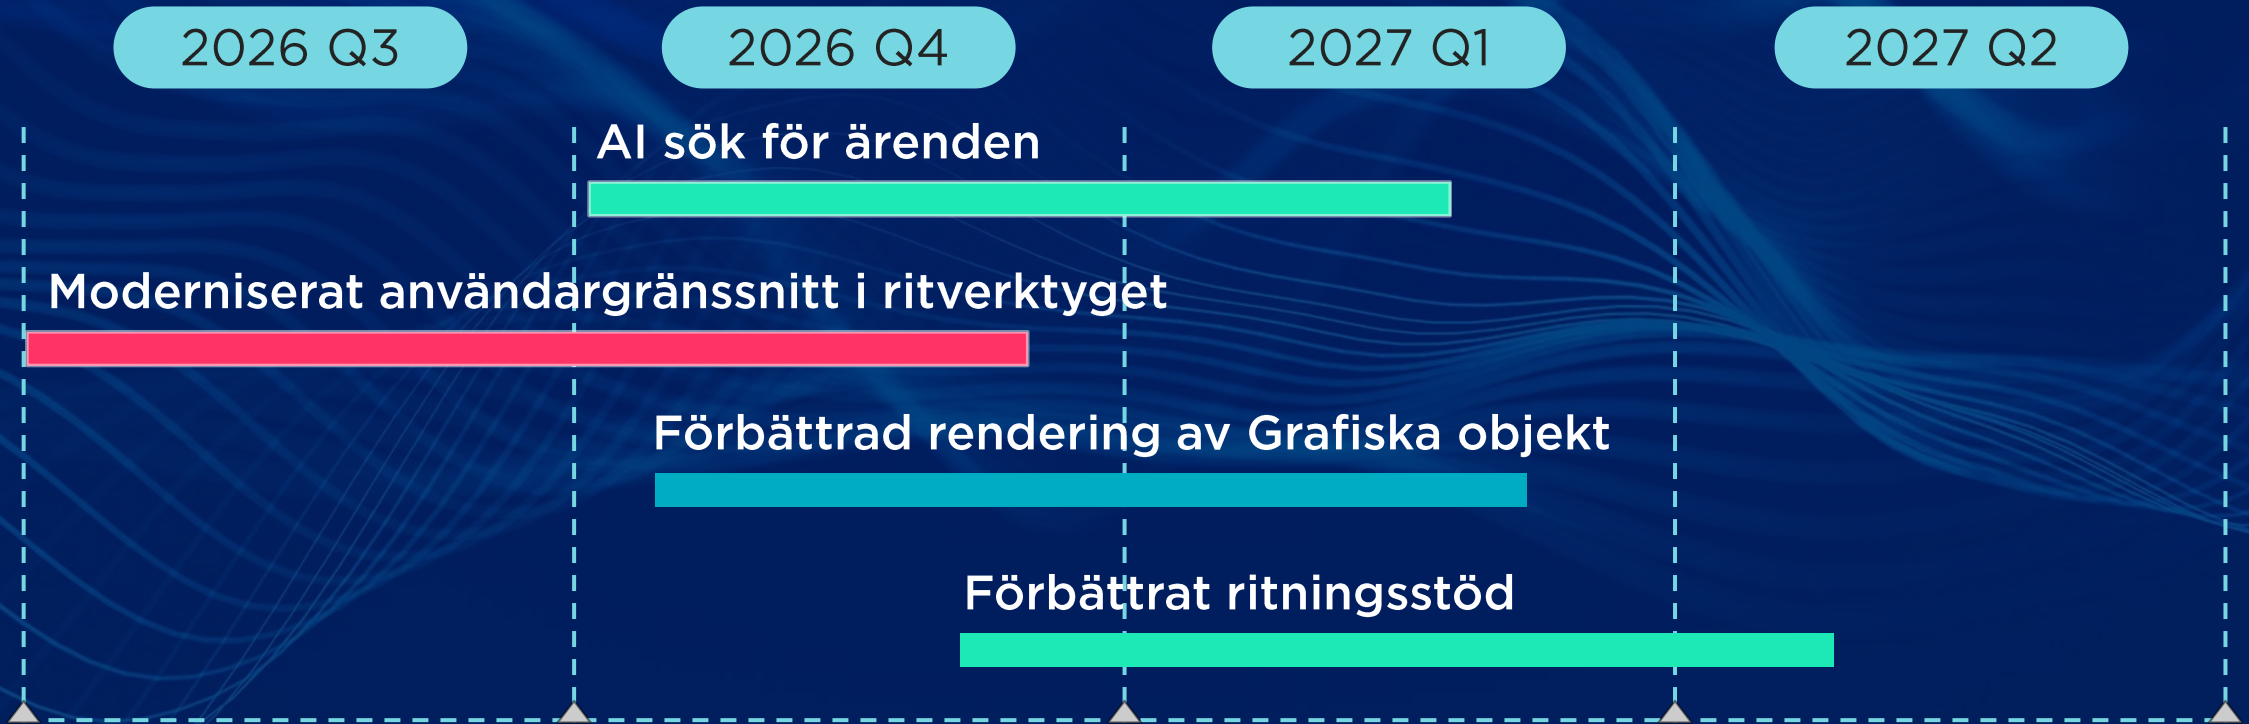 2026 Q3
2026 Q4
2027 Q1
2027 Q2
AI sök för ärenden
Moderniserat användargränssnitt i ritverktyget
Förbättrad rendering av Grafiska objekt
Förbättrat ritningsstöd